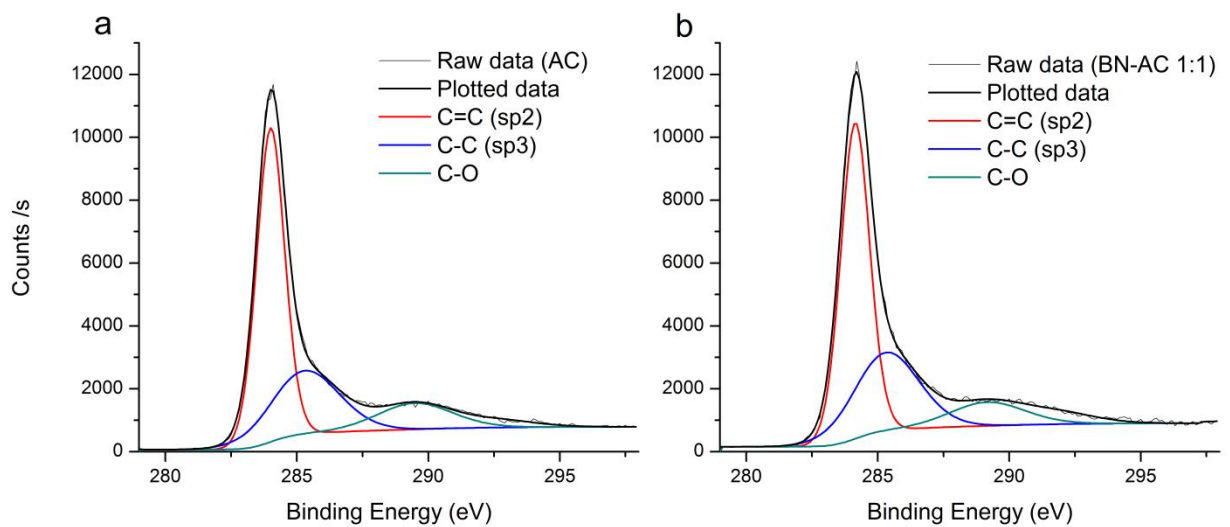 a
Raw data (AC)
Plotted data
C=C (sp2)
C-C (sp3)
C-O
12000
10000
8000
6000
4000
2000
0
280
285
290
295
Binding Energy (eV)
Counts /s
b
Raw data (BN-AC 1:1)
Plotted data
C=C (sp2)
C-C (sp3)
C-O
12000
10000
8000
6000
4000
2000
0
280
285
290
295
Binding Energy (eV)